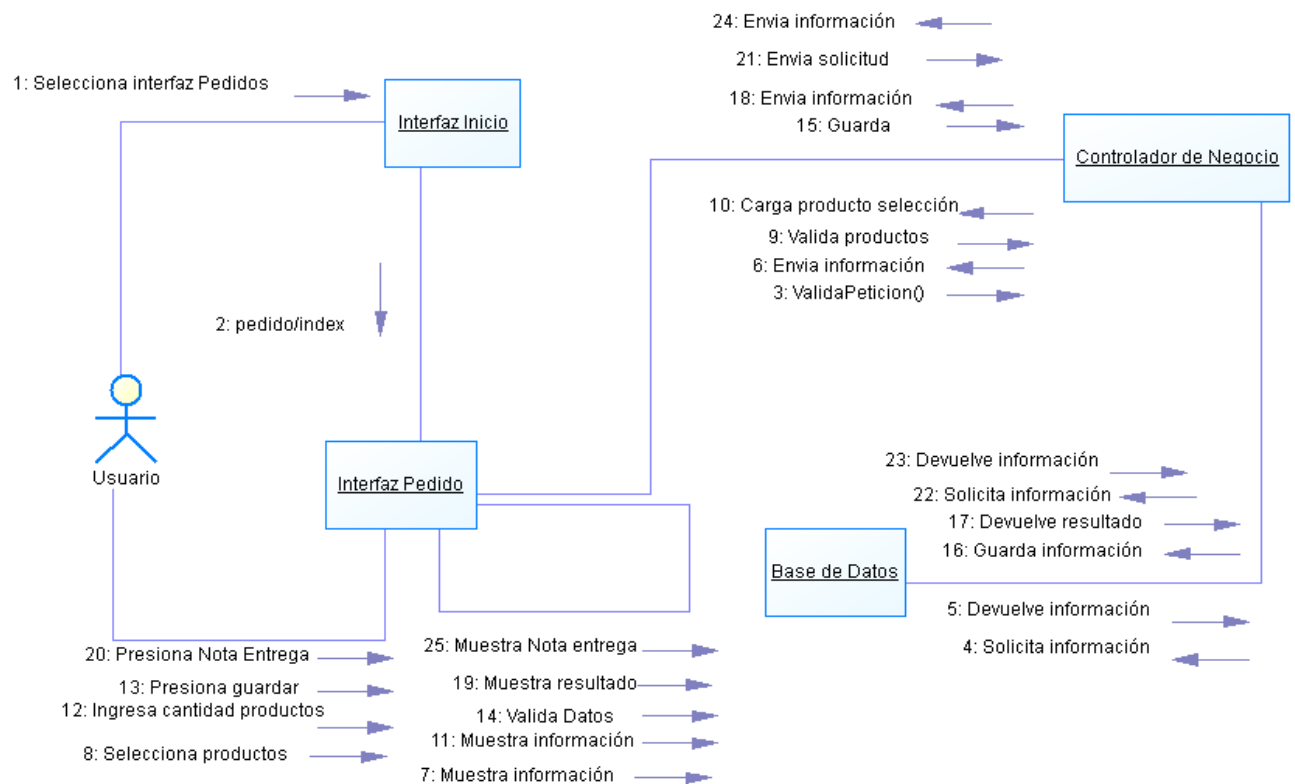 24: Envia información
21: Envia solicitud
1: Selecciona interfaz Pedidos
18: Envia información
Interfaz Inicio
15: Guarda
Controlador de Negocio
10: Carga producto selección
9: Valida productos
6: Envia información
3: ValidaPeticion()
2: pedido/index
Usuario
Interfaz Pedido
23: Devuelve información
22: Solicita información
17: Devuelve resultado
16: Guarda información
Base de Datos
5: Devuelve información
4: Solicita información
20: Presiona Nota Entrega
13: Presiona guardar
12: Ingresa cantidad productos
8: Selecciona productos
25: Muestra Nota entrega
19: Muestra resultado
14: Valida Datos
11: Muestra información
7: Muestra información